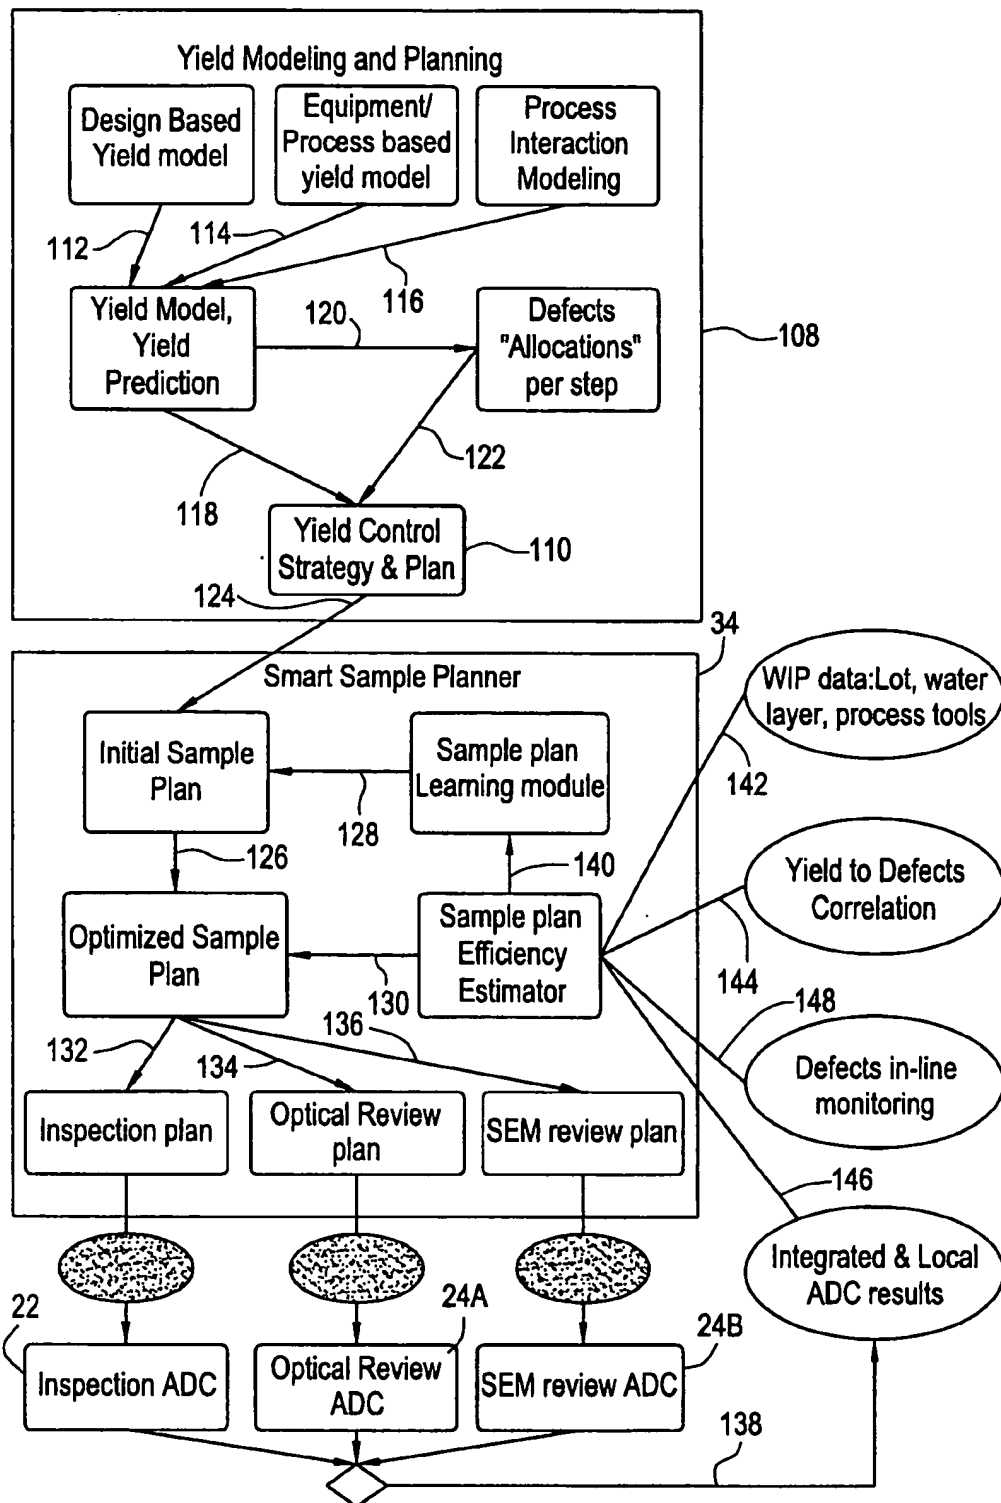 Yield Modeling and Planning
Design Based
Yield model
Equipment/
Process based
yield model
Process
Interaction
Modeling
112
114
116
Yield Model,
Yield
Prediction
120
Defects
"Allocations"
per step
108
118
122
Yield Control
Strategy & Plan
110
124
34
Smart Sample Planner
WIP data:Lot, water
layer, process tools
Initial Sample
Plan
Sample plan
Learning module
128
142
126
140
Yield to Defects
Correlation
Optimized Sample
Plan
Sample plan
Efficiency
Estimator
130
144
148
132
134
136
Defects in-line
monitoring
Inspection plan
Optical Review
plan
SEM review plan
146
Integrated & Local
ADC results
22
24A
24B
Inspection ADC
Optical Review
ADC
SEM review ADC
138